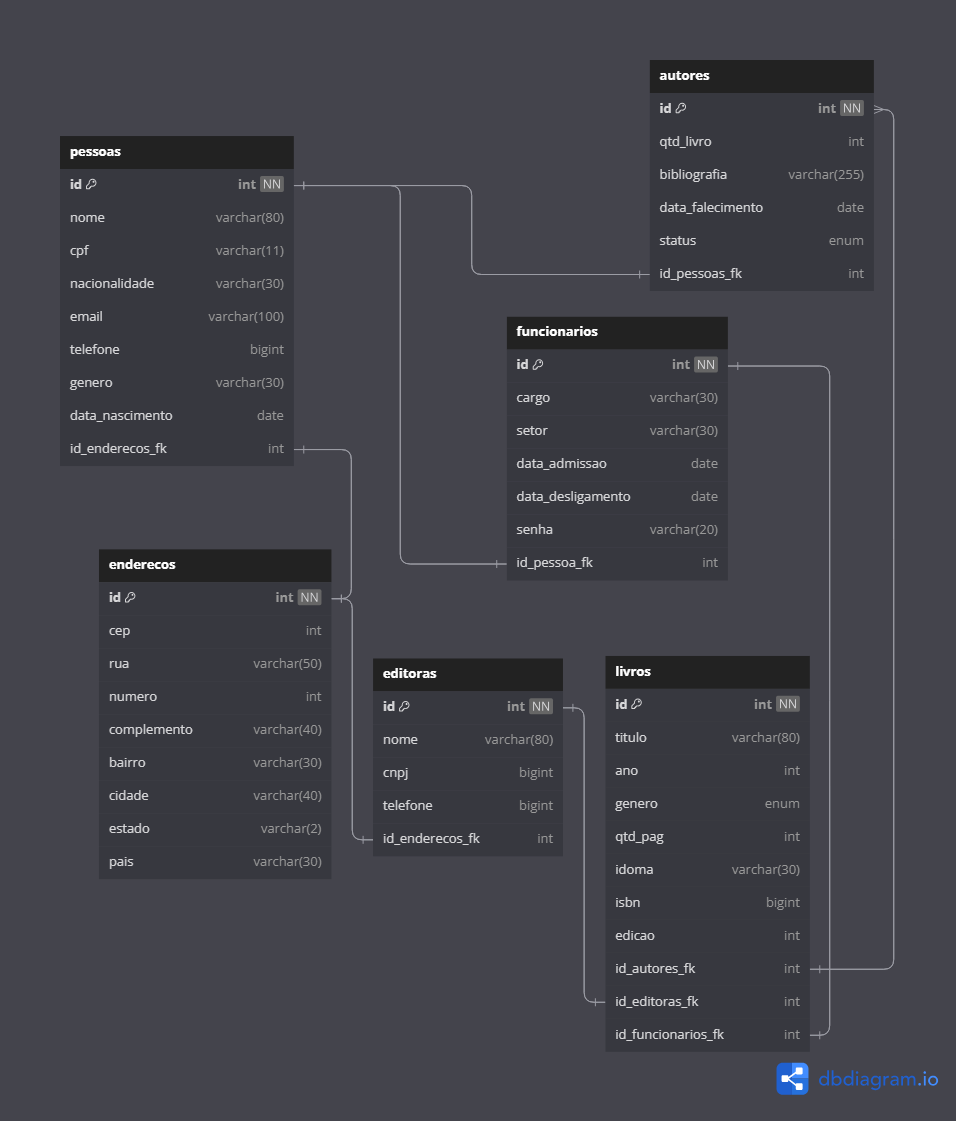 autores
id int NN
qtd_livro int
bibliografia varchar(255)
data_falecimento date
status enum
id_pessoas_fk int
pessoas
id int NN
nome varchar(80)
cpf varchar(11)
nacionalidade varchar(30)
email varchar(100)
telefone bigint
genero varchar(30)
data_nascimento date
id_enderecos_fk int
funcionarios
id int NN
cargo varchar(30)
setor varchar(30)
data_admissao date
data_desligamento date
senha varchar(20)
id_pessoa_fk int
enderecos
id int NN
cep int
rua varchar(50)
numero int
complemento varchar(40)
bairro varchar(30)
cidade varchar(40)
estado varchar(2)
pais varchar(30)
editoras
id int NN
nome varchar(80)
cnpj bigint
telefone bigint
id_enderecos_fk int
livros
id int NN
titulo varchar(80)
ano int
genero enum
qtd_pag int
idoma varchar(30)
isbn bigint
edicao int
id_autores_fk int
id_editoras_fk int
id_funcionarios_fk int
dbdiagram.io